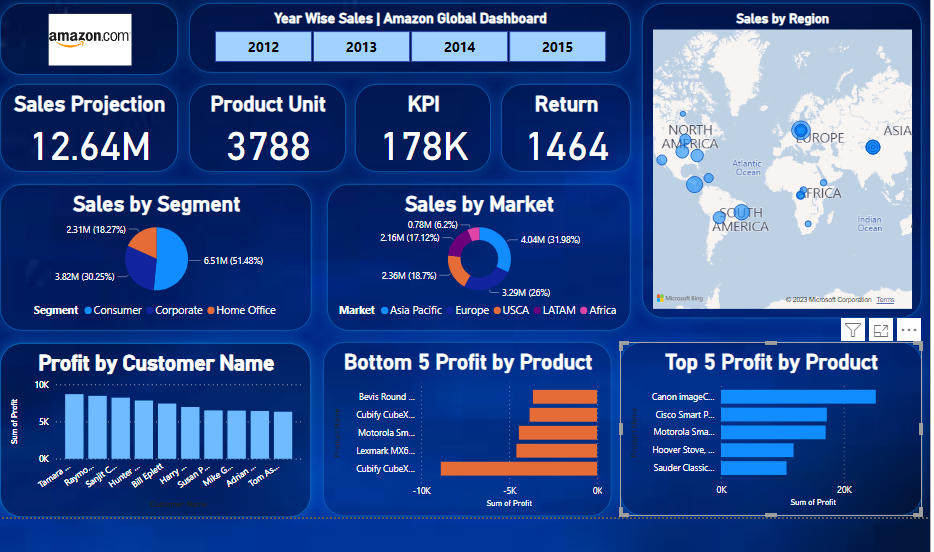 amazon.com
Year Wise Sales | Amazon Global Dashboard
2012
2013
2014
2015
Sales by Region
NORTH
AMERICA
EUROPE
ASIA
Atlantic
Ocean
AFRICA
SOUTH
AMERICA
Indian
Ocean
Microsoft Bing
© 2023 Microsoft Corporation Terms
Sales Projection
12.64M
Product Unit
3788
KPI
178K
Return
1464
Sales by Segment
2.31M (18.27%)
6.51M (51.48%)
3.82M (30.25%)
Segment Consumer Corporate Home Office
Sales by Market
0.78M (6.2%)
2.16M (17.12%)
4.04M (31.98%)
2.36M (18.7%)
3.29M (26%)
Market Asia Pacific Europe USCA LATAM Africa
Profit by Customer Name
Sum of Profit
10K
5K
0K
Tamara ...
Raymo...
Sanjit C...
Hunter ...
Bill Eplett
Harry ...
Susan P...
Mike G...
Adrian ...
Tom As...
Bottom 5 Profit by Product
Bevis Round ...
Cubify CubeX...
Motorola Sm...
Lexmark MX6...
Cubify CubeX...
-10K
-5K
0K
Sum of Profit
Top 5 Profit by Product
Canon imageC...
Cisco Smart P...
Motorola Sma...
Hoover Stove, ...
Sauder Classic...
0K
20K
Sum of Profit